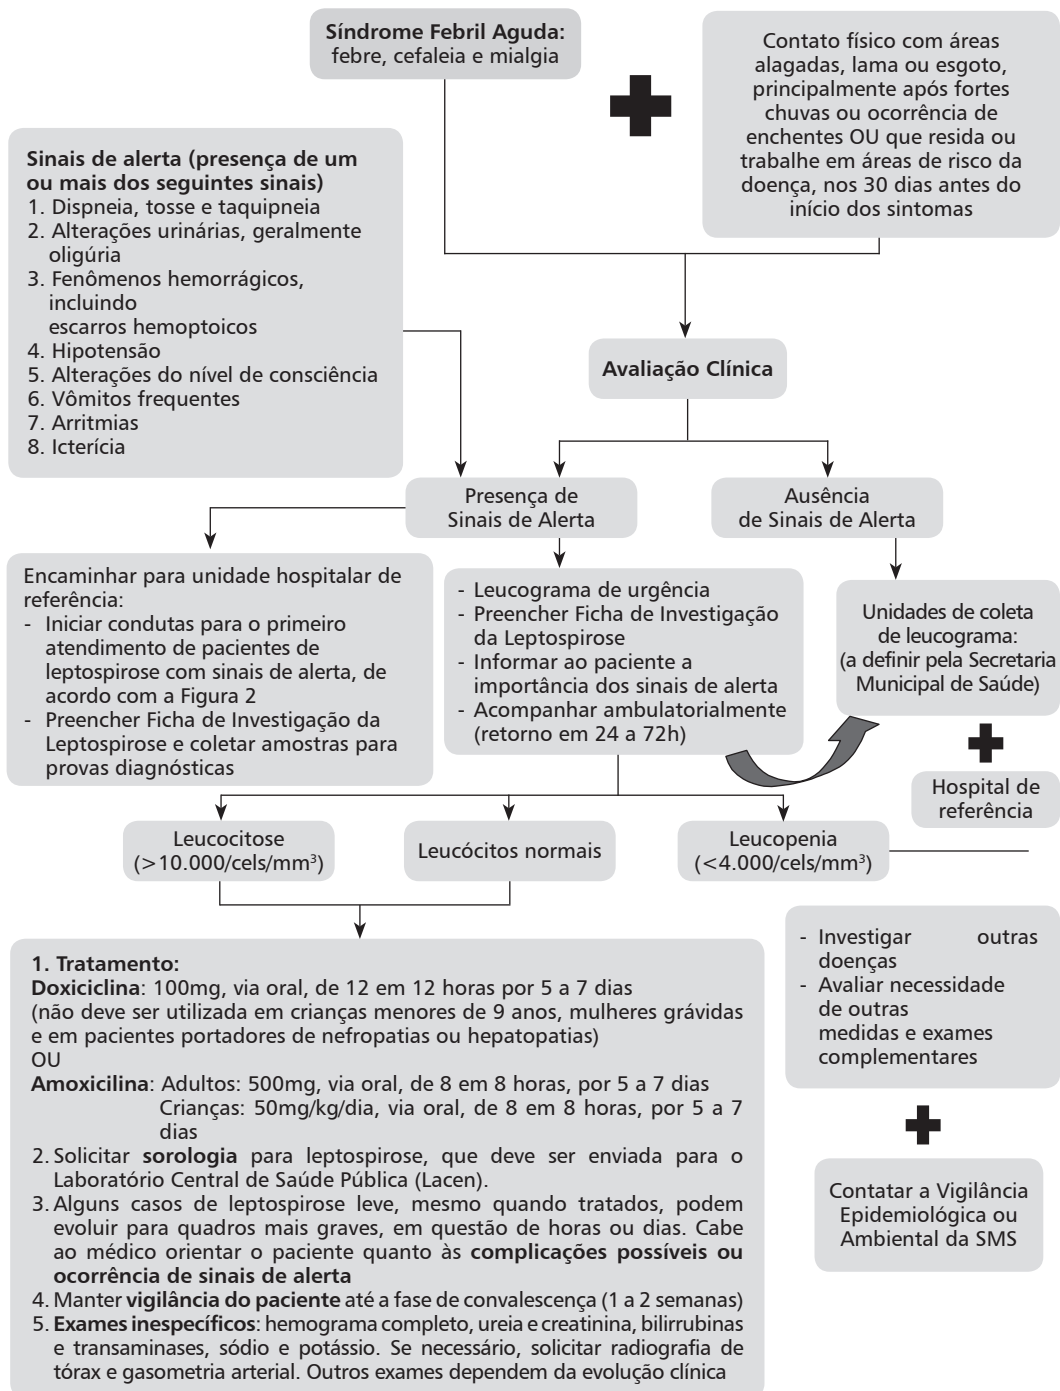 Síndrome Febril Aguda:
febre, cefaleia e mialgia
Contato físico com áreas
alagadas, lama ou esgoto,
principalmente após fortes
chuvas ou ocorrência de
enchentes OU que resida ou
trabalhe em áreas de risco da
doença, nos 30 dias antes do
início dos sintomas
Sinais de alerta (presença de um
ou mais dos seguintes sinais)
1. Dispneia, tosse e taquipneia
2. Alterações urinárias, geralmente
oligúria
3. Fenômenos hemorrágicos,
incluindo
escarros hemoptoicos
4. Hipotensão
5. Alterações do nível de consciência
6. Vômitos frequentes
7. Arritmias
8. Icterícia
Avaliação Clínica
Presença de
Sinais de Alerta
Ausência
de Sinais de Alerta
Encaminhar para unidade hospitalar de
referência:
- Iniciar condutas para o primeiro
atendimento de pacientes de
leptospirose com sinais de alerta, de
acordo com a Figura 2
- Preencher Ficha de Investigação da
Leptospirose e coletar amostras para
provas diagnósticas
- Leucograma de urgência
- Preencher Ficha de Investigação
da Leptospirose
- Informar ao paciente a
importância dos sinais de alerta
- Acompanhar ambulatorialmente
(retorno em 24 a 72h)
Unidades de coleta
de leucograma:
(a definir pela Secretaria
Municipal de Saúde)
Hospital de
referência
Leucocitose
(>10.000/cels/mm³)
Leucócitos normais
Leucopenia
(<4.000/cels/mm³)
- Investigar outras
doenças
- Avaliar necessidade
de outras
medidas e exames
complementares
Contatar a Vigilância
Epidemiológica ou
Ambiental da SMS
1. Tratamento:
Doxiciclina: 100mg, via oral, de 12 em 12 horas por 5 a 7 dias
(não deve ser utilizada em crianças menores de 9 anos, mulheres grávidas
e em pacientes portadores de nefropatias ou hepatopatias)
OU
Amoxicilina: Adultos: 500mg, via oral, de 8 em 8 horas, por 5 a 7 dias
Crianças: 50mg/kg/dia, via oral, de 8 em 8 horas, por 5 a 7
dias
2. Solicitar sorologia para leptospirose, que deve ser enviada para o
Laboratório Central de Saúde Pública (Lacen).
3. Alguns casos de leptospirose leve, mesmo quando tratados, podem
evoluir para quadros mais graves, em questão de horas ou dias. Cabe
ao médico orientar o paciente quanto às complicações possíveis ou
ocorrência de sinais de alerta
4. Manter vigilância do paciente até a fase de convalescença (1 a 2 semanas)
5. Exames inespecíficos: hemograma completo, ureia e creatinina, bilirrubinas
e transaminases, sódio e potássio. Se necessário, solicitar radiografia de
tórax e gasometria arterial. Outros exames dependem da evolução clínica